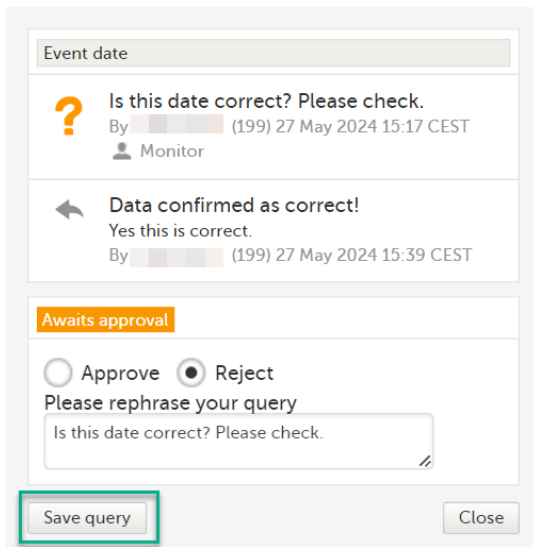 Event date
Is this date correct? Please check.
By (199) 27 May 2024 15:17 CEST
Monitor
Data confirmed as correct!
Yes this is correct.
By (199) 27 May 2024 15:39 CEST
Awaits approval
Approve Reject
Please rephrase your query
Is this date correct? Please check.
Save query Close